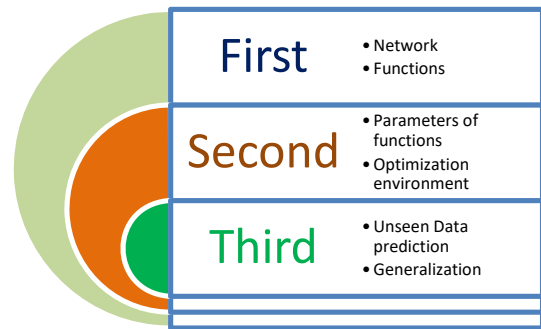 First
• Network
• Functions
Second
• Parameters of
functions
• Optimization
environment
Third
• Unseen Data
prediction
• Generalization